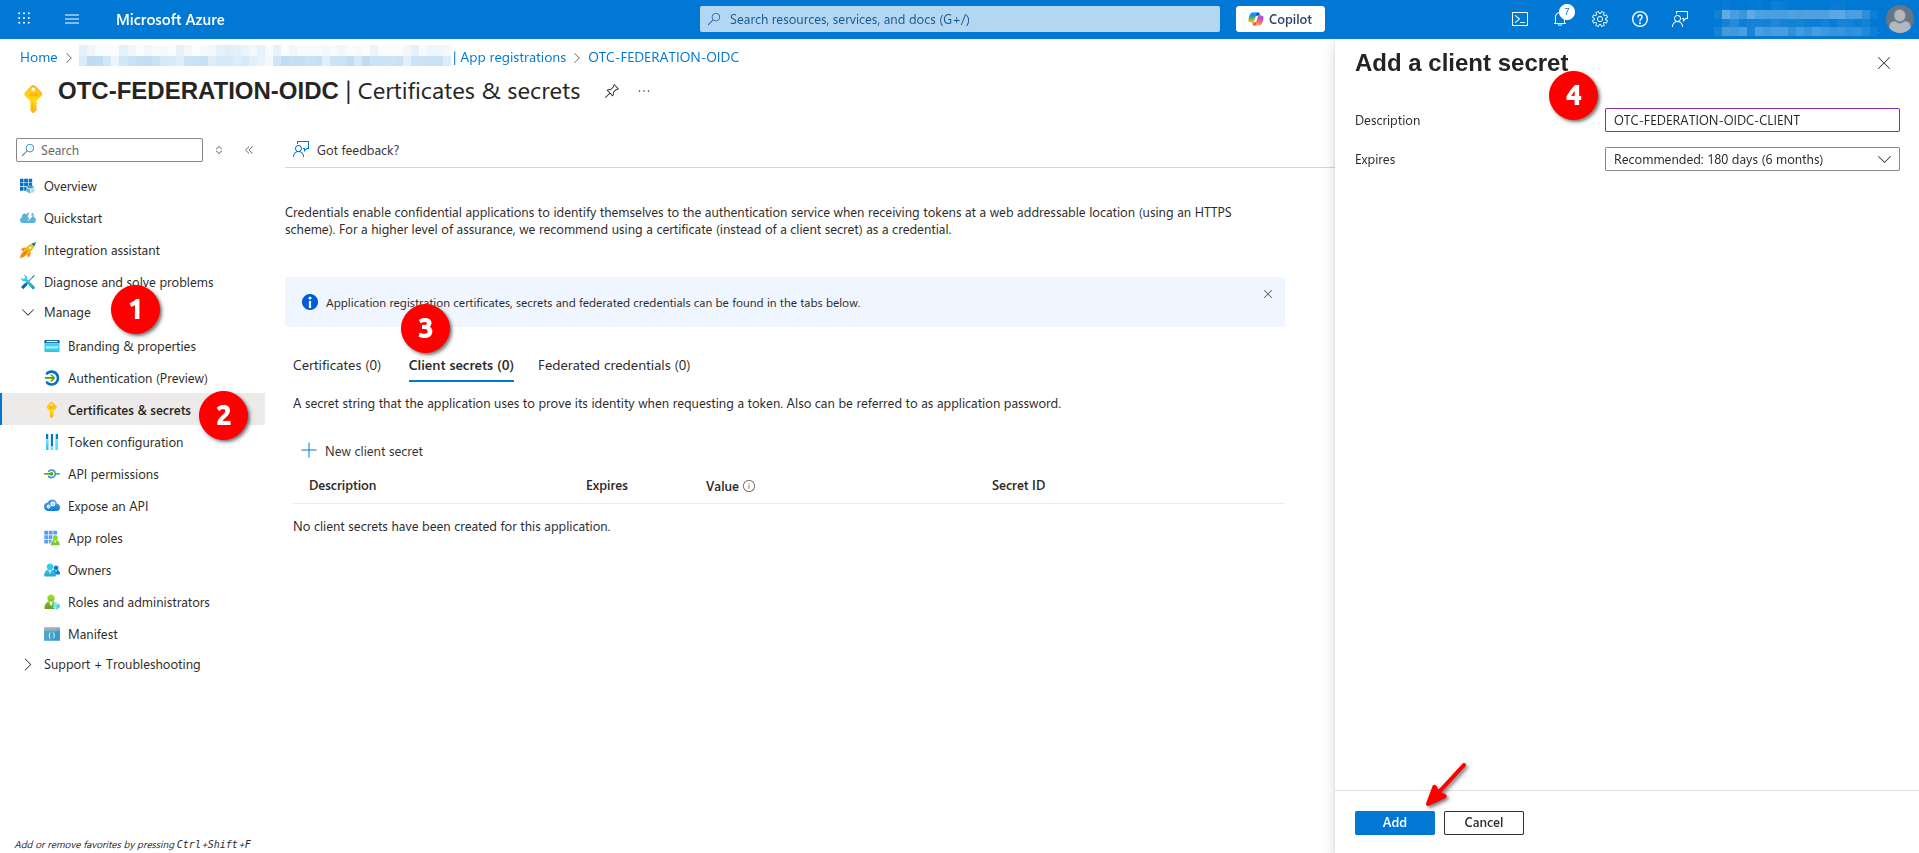 Microsoft Azure
Search resources, services, and docs (G+/)
Copilot
7
Home > | App registrations > OTC-FEDERATION-OIDC
OTC-FEDERATION-OIDC | Certificates & secrets
...
Search
Overview
Quickstart
Integration assistant
Diagnose and solve problems
Manage
1
Branding & properties
Authentication (Preview)
Certificates & secrets
2
Token configuration
API permissions
Expose an API
App roles
Owners
Roles and administrators
Manifest
Support + Troubleshooting
Add or remove favorites by pressing Ctrl+Shift+F
Got feedback?
Credentials enable confidential applications to identify themselves to the authentication service when receiving tokens at a web addressable location (using an HTTPS
scheme). For a higher level of assurance, we recommend using a certificate (instead of a client secret) as a credential.
Application registration certificates, secrets and federated credentials can be found in the tabs below.
3
Certificates (0) Client secrets (0) Federated credentials (0)
A secret string that the application uses to prove its identity when requesting a token. Also can be referred to as application password.
New client secret
Description Expires Value Secret ID
No client secrets have been created for this application.
Add a client secret
4
Description OTC-FEDERATION-OIDC-CLIENT
Expires Recommended: 180 days (6 months)
Add Cancel